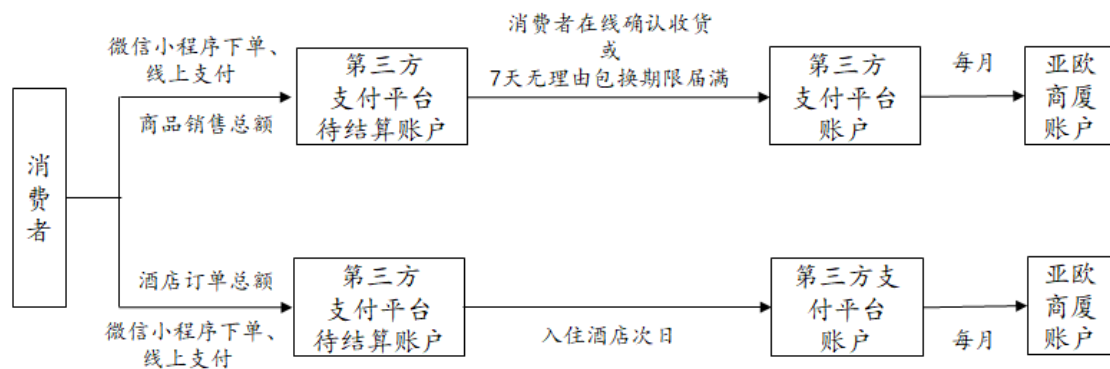 消费者
微信小程序下单、
线上支付
商品销售总额
第三方
支付平台
待结算账户
消费者在线确认收货
或
7天无理由包换期限届满
第三方
支付平台
账户
每月
亚欧
商厦
账户
酒店订单总额
微信小程序下单、
线上支付
第三方
支付平台
待结算账户
入住酒店次日
第三方支
付平台
账户
每月
亚欧
商厦
账户